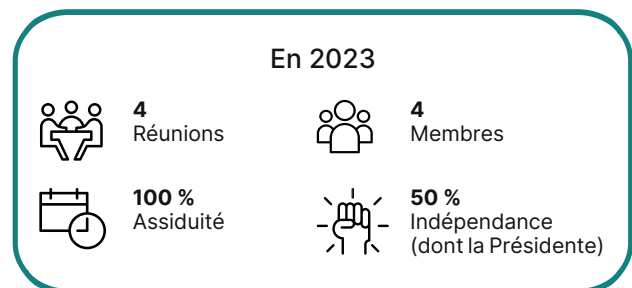 En 2023
4
Réunions
4
Membres
100 %
Assiduité
50 %
Indépendance
(dont la Présidente)